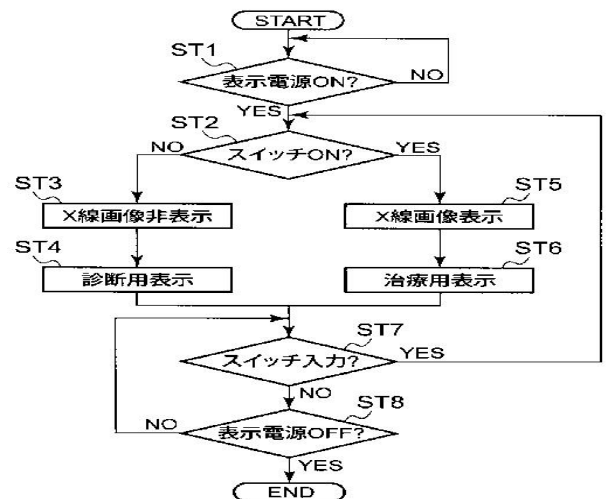 START
ST1
表示電源ON?
NO
YES
ST2
スイッチON?
NO
YES
ST3
X線画像非表示
ST5
X線画像表示
ST4
診断用表示
ST6
治療用表示
ST7
スイッチ入力?
YES
NO
ST8
表示電源OFF?
NO
YES
END